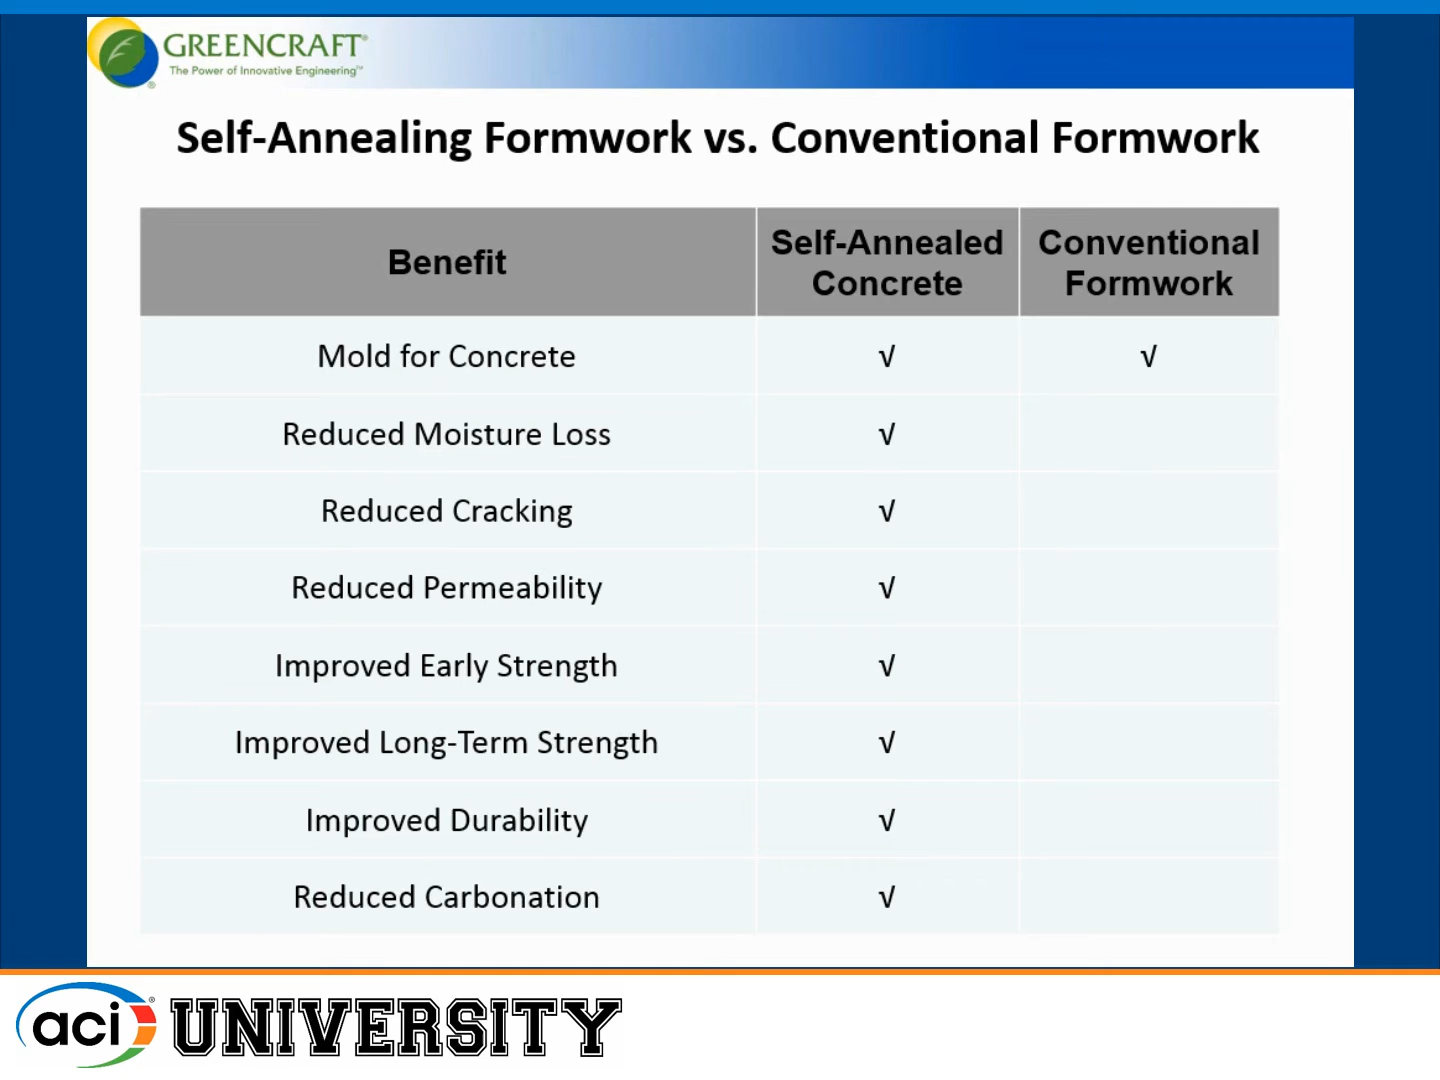 GREENCRAFT®
The Power of Innovative Engineering™
®
Self-Annealing Formwork vs. Conventional Formwork
Benefit
Self-Annealed
Concrete
Conventional
Formwork
Mold for Concrete √ √
Reduced Moisture Loss √
Reduced Cracking √
Reduced Permeability √
Improved Early Strength √
Improved Long-Term Strength √
Improved Durability √
Reduced Carbonation √
aci® UNIVERSITY